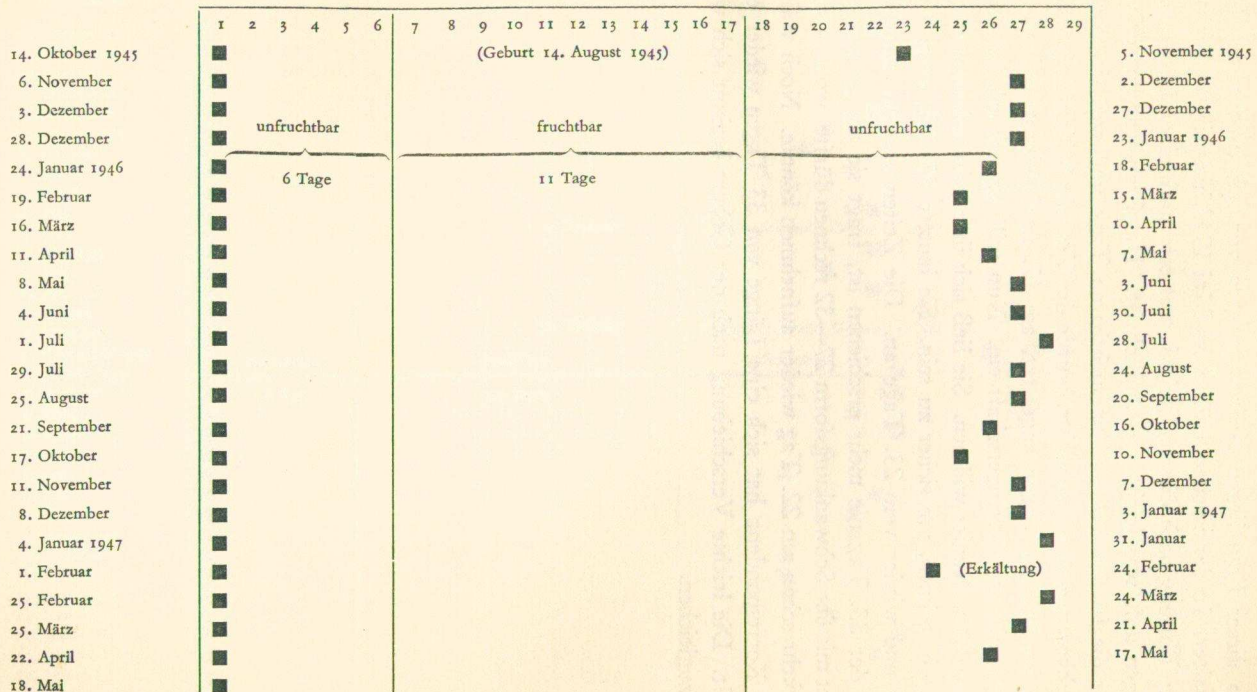 1 2 3 4 5 6 7 8 9 10 11 12 13 14 15 16 17 18 19 20 21 22 23 24 25 26 27 28 29
14. Oktober 1945 (Geburt 14. August 1945) 5. November 1945
6. November 2. Dezember
3. Dezember 27. Dezember
unfruchtbar fruchtbar unfruchtbar
28. Dezember 23. Januar 1946
24. Januar 1946 18. Februar
6 Tage 11 Tage
19. Februar 15. März
16. März 10. April
11. April 7. Mai
8. Mai 3. Juni
4. Juni 30. Juni
1. Juli 28. Juli
29. Juli 24. August
25. August 20. September
21. September 16. Oktober
17. Oktober 10. November
11. November 7. Dezember
8. Dezember 3. Januar 1947
4. Januar 1947 31. Januar
1. Februar (Erkältung) 24. Februar
25. Februar 24. März
25. März 21. April
22. April 17. Mai
18. Mai